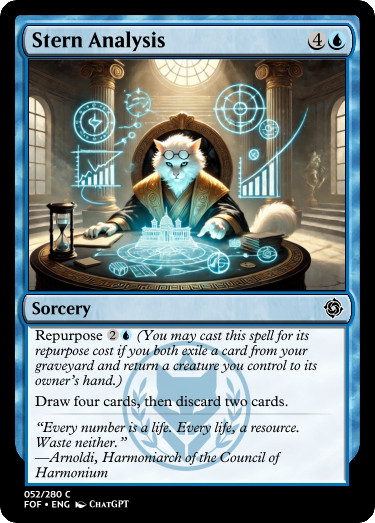 Stern Analysis 4
Sorcery
Repurpose 2 (You may cast this spell for its
repurpose cost if you both exile a card from your
graveyard and return a creature you control to its
owner's hand.)
Draw four cards, then discard two cards.
"Every number is a life. Every life, a resource.
Waste neither."
—Arnoldi, Harmoniarch of the Council of
Harmonium
052/280 C
FOF • ENG ChatGPT